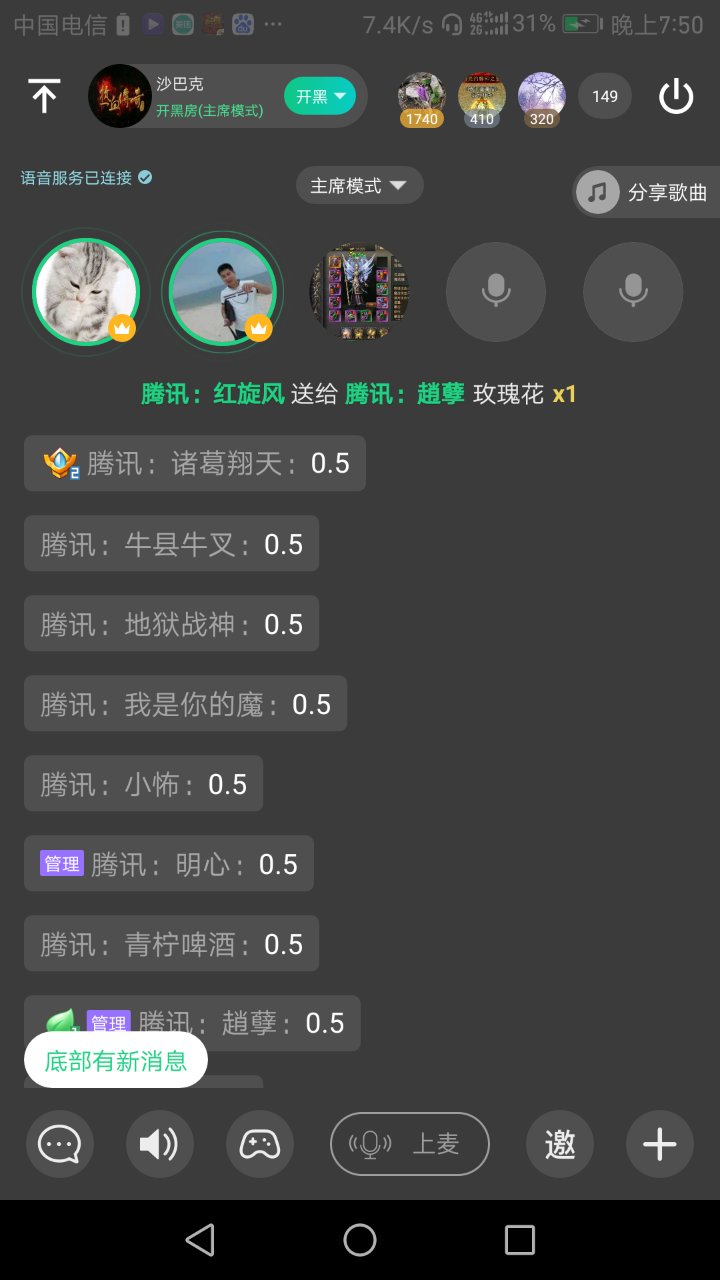 中国电信 ... 7.4K/s 4G 2G 31% 晚上7:50
沙巴克
开黑房(主席模式)
开黑
1740
410
320
149
语音服务已连接
主席模式
分享歌曲
腾讯：红旋风 送给 腾讯：趙孽 玫瑰花 x1
2 腾讯：诸葛翔天：0.5
腾讯：牛县牛叉：0.5
腾讯：地狱战神：0.5
腾讯：我是你的魔：0.5
腾讯：小怖：0.5
管理 腾讯：明心：0.5
腾讯：青柠啤酒：0.5
1 管理 腾讯：趙孽：0.5
底部有新消息
上麦
邀